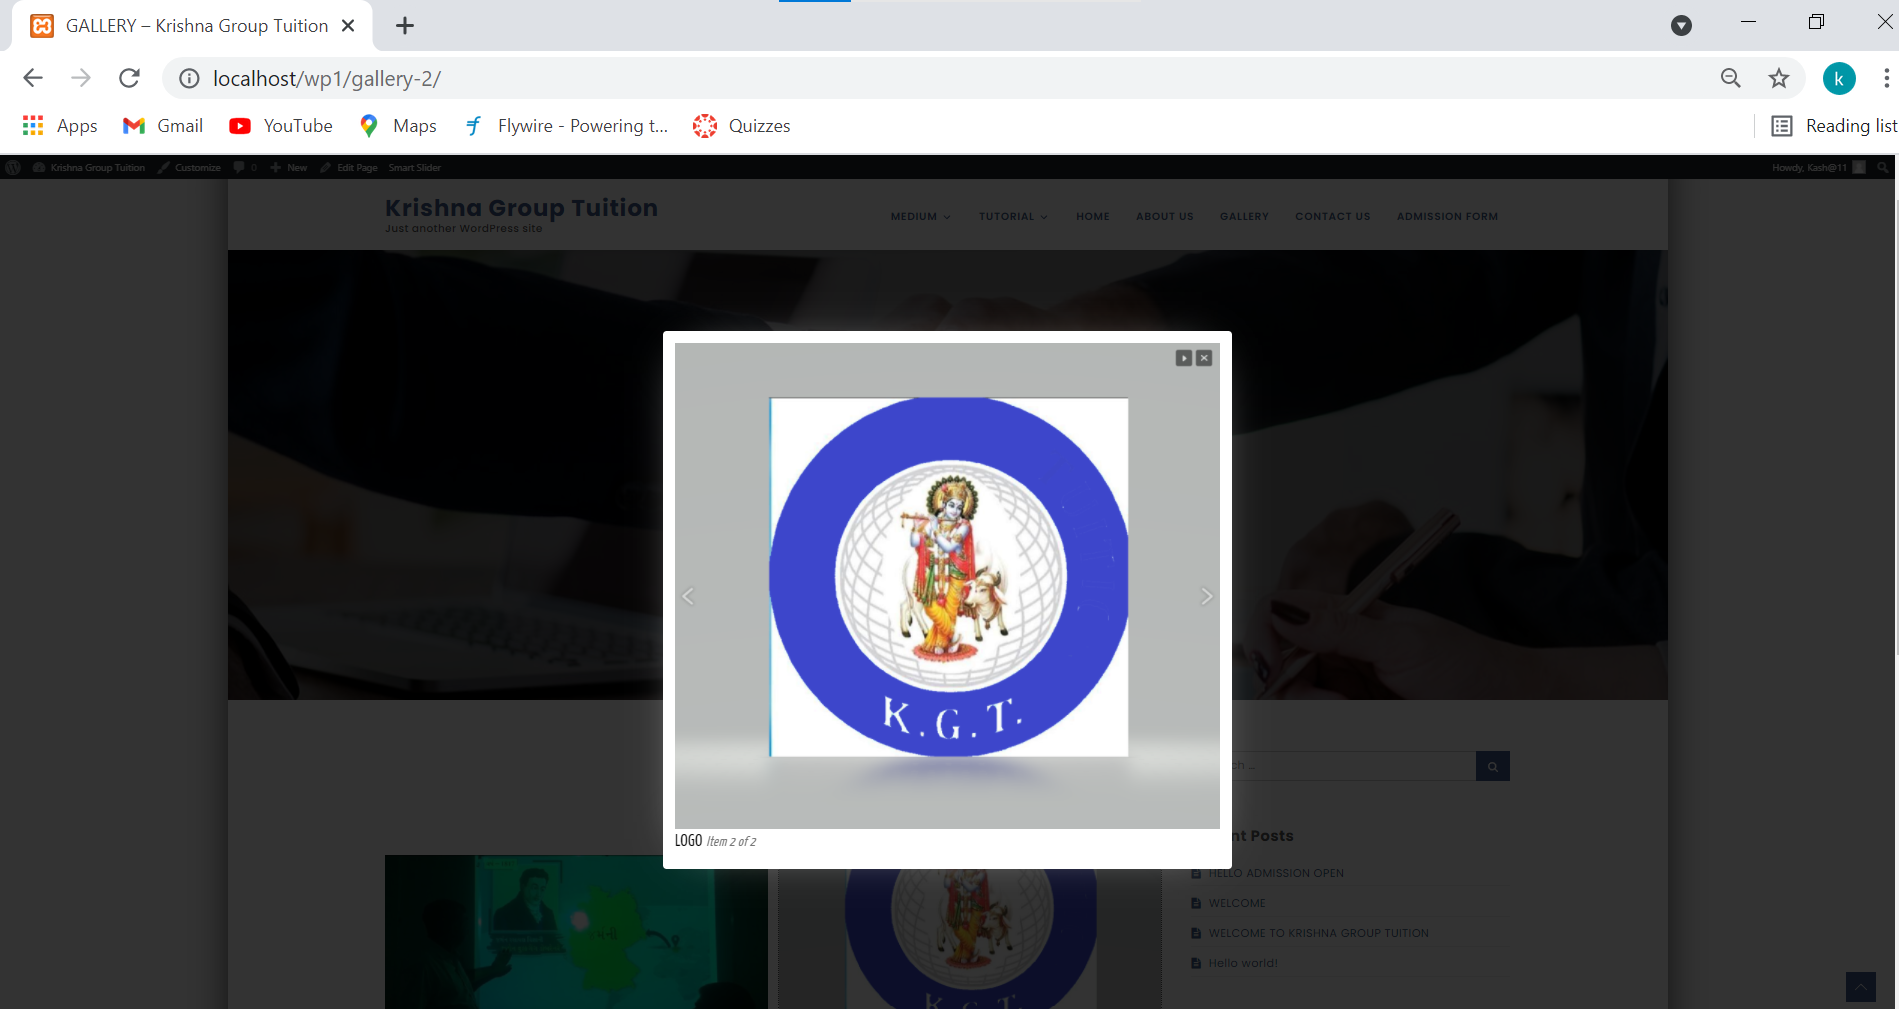 GALLERY – Krishna Group Tuition
localhost/wp1/gallery-2/
k
Apps Gmail YouTube Maps Flywire - Powering t... Quizzes Reading list
Krishna Group Tuition Customize 0 New Edit Page Smart Slider Howdy, Kash@11
Krishna Group Tuition
Just another WordPress site
MEDIUM TUTORIAL HOME ABOUT US GALLERY CONTACT US ADMISSION FORM
K.G.T.
LOGO Item 2 of 2
ch ...
nt Posts
HELLO ADMISSION OPEN
WELCOME
WELCOME TO KRISHNA GROUP TUITION
Hello world!
K.G.T.